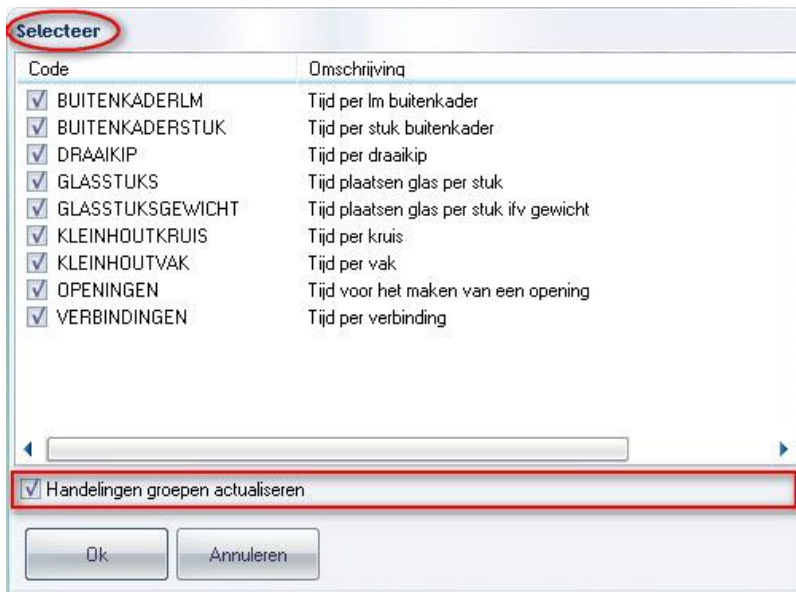 Selecteer
Code Omschrijving
BUITENKADERLM Tijd per lm buitenkader
BUITENKADERSTUK Tijd per stuk buitenkader
DRAAIKIP Tijd per draaikip
GLASSTUKS Tijd plaatsen glas per stuk
GLASSTUKSGEWICHT Tijd plaatsen glas per stuk ifv gewicht
KLEINHOUTKRUIS Tijd per kruis
KLEINHOUTVAK Tijd per vak
OPENINGEN Tijd voor het maken van een opening
VERBINDINGEN Tijd per verbinding
Handelingen groepen actualiseren
Ok Annuleren